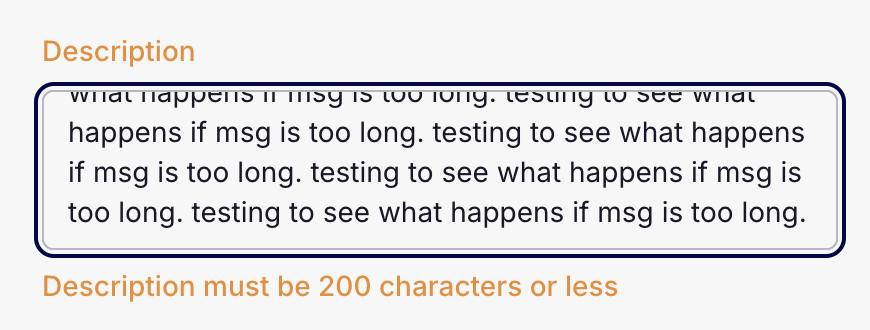 Description
what happens if msg is too long. testing to see what
happens if msg is too long. testing to see what happens
if msg is too long. testing to see what happens if msg is
too long. testing to see what happens if msg is too long.
Description must be 200 characters or less